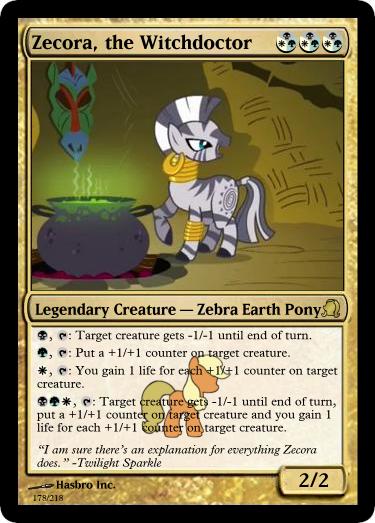 Zecora, the Witchdoctor
Legendary Creature — Zebra Earth Pony
, : Target creature gets -1/-1 until end of turn.
, : Put a +1/+1 counter on target creature.
, : You gain 1 life for each +1/+1 counter on target
creature.
, : Target creature gets -1/-1 until end of turn,
put a +1/+1 counter on target creature and you gain 1
life for each +1/+1 counter on target creature.
"I am sure there's an explanation for everything Zecora
does." -Twilight Sparkle
2/2
Hasbro Inc.
178/218